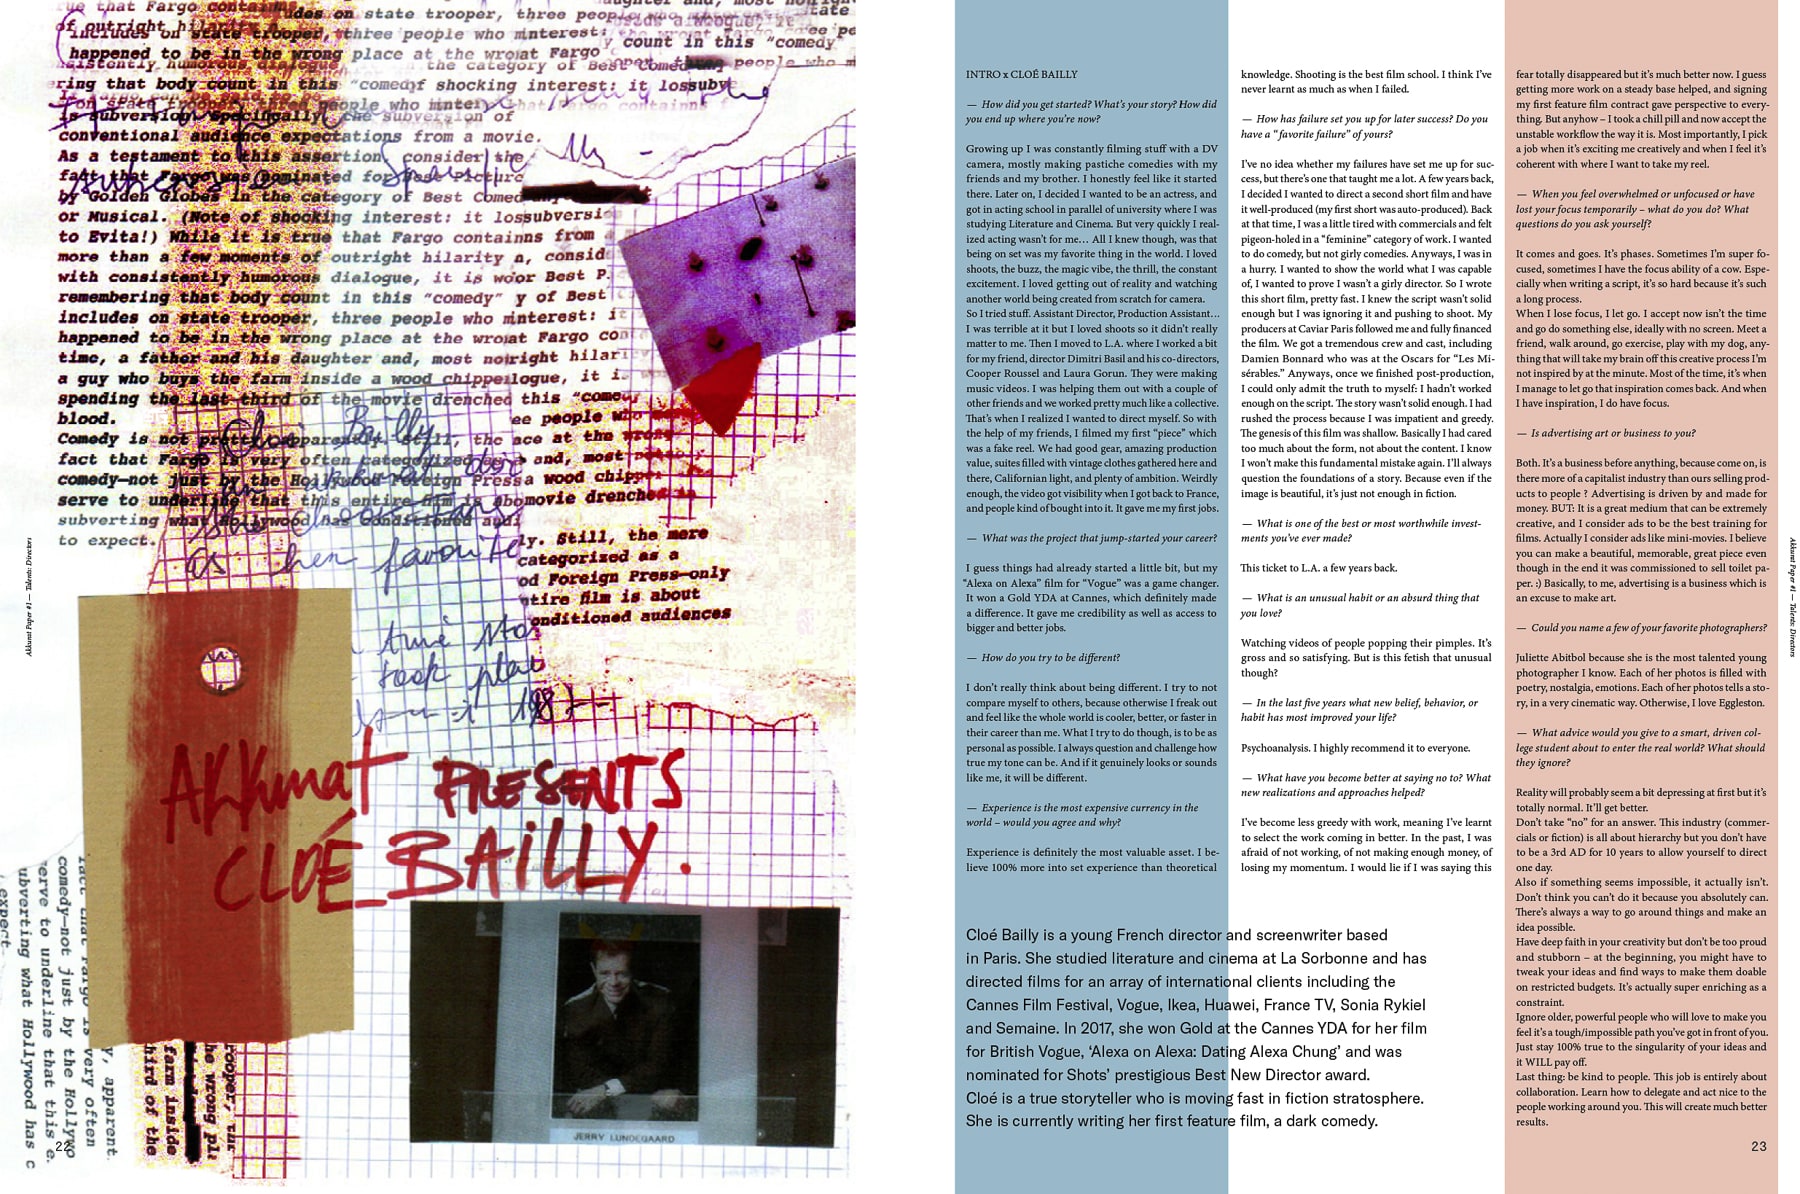 rue that Fargo contains
of outright hilarity a
includes on state trooper, three people who minterest:
happened to be in the wrong place at the wroat Fargo
ring that body count in this "comedyf shocking interest: it lossubve
is subversion. Specifically, the subversion of
conventional audience expectations from a movie.
As a testament to this assertion, consider the
fact that Fargo was nominated for Best Picture
by Golden Globes in the category of Best Comed
or Musical. (Note of shocking interest: it lossubversi
to Evita!) While it is true that Fargo contains from
more than a few moments of outright hilarity a, consid
with consistently humorous dialogue, it is woor Best P.
remembering that body count in this "comedy" y of Best
includes on state trooper, three people who minterest: it
happened to be in the wrong place at the wroat Fargo con
time, a father and his daughter and, most noright hilar
a guy who buys the farm inside a wood chippelogue, it i
spending the last third of the movie drenched this "come
blood.
ee people who
Comedy is not pretty, apparently. Still, the ace at the wrong
fact that Fargo is very often categorized as a and, most
comedy—not just by the Hollywood Foreign Pressa wood chipp
serve to underline that this entire film is abomovie drenched in
subverting what Hollywood has conditioned audi
to expect.
ly. Still, the mere
categorized as a
od Foreign Press—only
ntire film is about
onditioned audiences
Cloé Bailly
she
as her favorite
took place
AKKmat PRESENTS
CLOÉ BAiLLY.
JERRY LUNDEGAARD
fact that Fargo is very often
comedy—not just by the Hollywo
erve to underline that this e
ubverting what Hollywood has c
expect
y, apparent.
hird of the
farm inside
he wrong pl
rooper, the
Akkmat Paper #1 — Talents: Directors
22
INTRO x CLOÉ BAILLY
— How did you get started? What's your story? How did
you end up where you're now?
Growing up I was constantly filming stuff with a DV
camera, mostly making pastiche comedies with my
friends and my brother. I honestly feel like it started
there. Later on, I decided I wanted to be an actress, and
got in acting school in parallel of university where I was
studying Literature and Cinema. But very quickly I real-
ized acting wasn't for me… All I knew though, was that
being on set was my favorite thing in the world. I loved
shoots, the buzz, the magic vibe, the thrill, the constant
excitement. I loved getting out of reality and watching
another world being created from scratch for camera.
So I tried stuff. Assistant Director, Production Assistant…
I was terrible at it but I loved shoots so it didn't really
matter to me. Then I moved to L.A. where I worked a bit
for my friend, director Dimitri Basil and his co-directors,
Cooper Roussel and Laura Gorun. They were making
music videos. I was helping them out with a couple of
other friends and we worked pretty much like a collective.
That's when I realized I wanted to direct myself. So with
the help of my friends, I filmed my first "piece" which
was a fake reel. We had good gear, amazing production
value, suites filled with vintage clothes gathered here and
there, Californian light, and plenty of ambition. Weirdly
enough, the video got visibility when I got back to France,
and people kind of bought into it. It gave me my first jobs.
— What was the project that jump-started your career?
I guess things had already started a little bit, but my
"Alexa on Alexa" film for "Vogue" was a game changer.
It won a Gold YDA at Cannes, which definitely made
a difference. It gave me credibility as well as access to
bigger and better jobs.
— How do you try to be different?
I don't really think about being different. I try to not
compare myself to others, because otherwise I freak out
and feel like the whole world is cooler, better, or faster in
their career than me. What I try to do though, is to be as
personal as possible. I always question and challenge how
true my tone can be. And if it genuinely looks or sounds
like me, it will be different.
— Experience is the most expensive currency in the
world – would you agree and why?
Experience is definitely the most valuable asset. I be-
lieve 100% more into set experience than theoretical
knowledge. Shooting is the best film school. I think I've
never learnt as much as when I failed.
— How has failure set you up for later success? Do you
have a "favorite failure" of yours?
I've no idea whether my failures have set me up for suc-
cess, but there's one that taught me a lot. A few years back,
I decided I wanted to direct a second short film and have
it well-produced (my first short was auto-produced). Back
at that time, I was a little tired with commercials and felt
pigeon-holed in a "feminine" category of work. I wanted
to do comedy, but not girly comedies. Anyways, I was in
a hurry. I wanted to show the world what I was capable
of, I wanted to prove I wasn't a girly director. So I wrote
this short film, pretty fast. I knew the script wasn't solid
enough but I was ignoring it and pushing to shoot. My
producers at Caviar Paris followed me and fully financed
the film. We got a tremendous crew and cast, including
Damien Bonnard who was at the Oscars for "Les Mi-
sérables." Anyways, once we finished post-production,
I could only admit the truth to myself: I hadn't worked
enough on the script. The story wasn't solid enough. I had
rushed the process because I was impatient and greedy.
The genesis of this film was shallow. Basically I had cared
too much about the form, not about the content. I know
I won't make this fundamental mistake again. I'll always
question the foundations of a story. Because even if the
image is beautiful, it's just not enough in fiction.
— What is one of the best or most worthwhile invest-
ments you've ever made?
This ticket to L.A. a few years back.
— What is an unusual habit or an absurd thing that
you love?
Watching videos of people popping their pimples. It's
gross and so satisfying. But is this fetish that unusual
though?
— In the last five years what new belief, behavior, or
habit has most improved your life?
Psychoanalysis. I highly recommend it to everyone.
— What have you become better at saying no to? What
new realizations and approaches helped?
I've become less greedy with work, meaning I've learnt
to select the work coming in better. In the past, I was
afraid of not working, of not making enough money, of
losing my momentum. I would lie if I was saying this
fear totally disappeared but it's much better now. I guess
getting more work on a steady base helped, and signing
my first feature film contract gave perspective to every-
thing. But anyhow – I took a chill pill and now accept the
unstable workflow the way it is. Most importantly, I pick
a job when it's exciting me creatively and when I feel it's
coherent with where I want to take my reel.
— When you feel overwhelmed or unfocused or have
lost your focus temporarily – what do you do? What
questions do you ask yourself?
It comes and goes. It's phases. Sometimes I'm super fo-
cused, sometimes I have the focus ability of a cow. Espe-
cially when writing a script, it's so hard because it's such
a long process.
When I lose focus, I let go. I accept now isn't the time
and go do something else, ideally with no screen. Meet a
friend, walk around, go exercise, play with my dog, any-
thing that will take my brain off this creative process I'm
not inspired by at the minute. Most of the time, it's when
I manage to let go that inspiration comes back. And when
I have inspiration, I do have focus.
— Is advertising art or business to you?
Both. It's a business before anything, because come on, is
there more of a capitalist industry than ours selling prod-
ucts to people ? Advertising is driven by and made for
money. BUT: It is a great medium that can be extremely
creative, and I consider ads to be the best training for
films. Actually I consider ads like mini-movies. I believe
you can make a beautiful, memorable, great piece even
though in the end it was commissioned to sell toilet pa-
per. :) Basically, to me, advertising is a business which is
an excuse to make art.
— Could you name a few of your favorite photographers?
Juliette Abitbol because she is the most talented young
photographer I know. Each of her photos is filled with
poetry, nostalgia, emotions. Each of her photos tells a sto-
ry, in a very cinematic way. Otherwise, I love Eggleston.
— What advice would you give to a smart, driven col-
lege student about to enter the real world? What should
they ignore?
Reality will probably seem a bit depressing at first but it's
totally normal. It'll get better.
Don't take "no" for an answer. This industry (commer-
cials or fiction) is all about hierarchy but you don't have
to be a 3rd AD for 10 years to allow yourself to direct
one day.
Also if something seems impossible, it actually isn't.
Don't think you can't do it because you absolutely can.
There's always a way to go around things and make an
idea possible.
Have deep faith in your creativity but don't be too proud
and stubborn – at the beginning, you might have to
tweak your ideas and find ways to make them doable
on restricted budgets. It's actually super enriching as a
constraint.
Ignore older, powerful people who will love to make you
feel it's a tough/impossible path you've got in front of you.
Just stay 100% true to the singularity of your ideas and
it WILL pay off.
Last thing: be kind to people. This job is entirely about
collaboration. Learn how to delegate and act nice to the
people working around you. This will create much better
results.
Cloé Bailly is a young French director and screenwriter based
in Paris. She studied literature and cinema at La Sorbonne and has
directed films for an array of international clients including the
Cannes Film Festival, Vogue, Ikea, Huawei, France TV, Sonia Rykiel
and Semaine. In 2017, she won Gold at the Cannes YDA for her film
for British Vogue, 'Alexa on Alexa: Dating Alexa Chung' and was
nominated for Shots' prestigious Best New Director award.
Cloé is a true storyteller who is moving fast in fiction stratosphere.
She is currently writing her first feature film, a dark comedy.
Akkmat Paper #1 — Talents: Directors
23